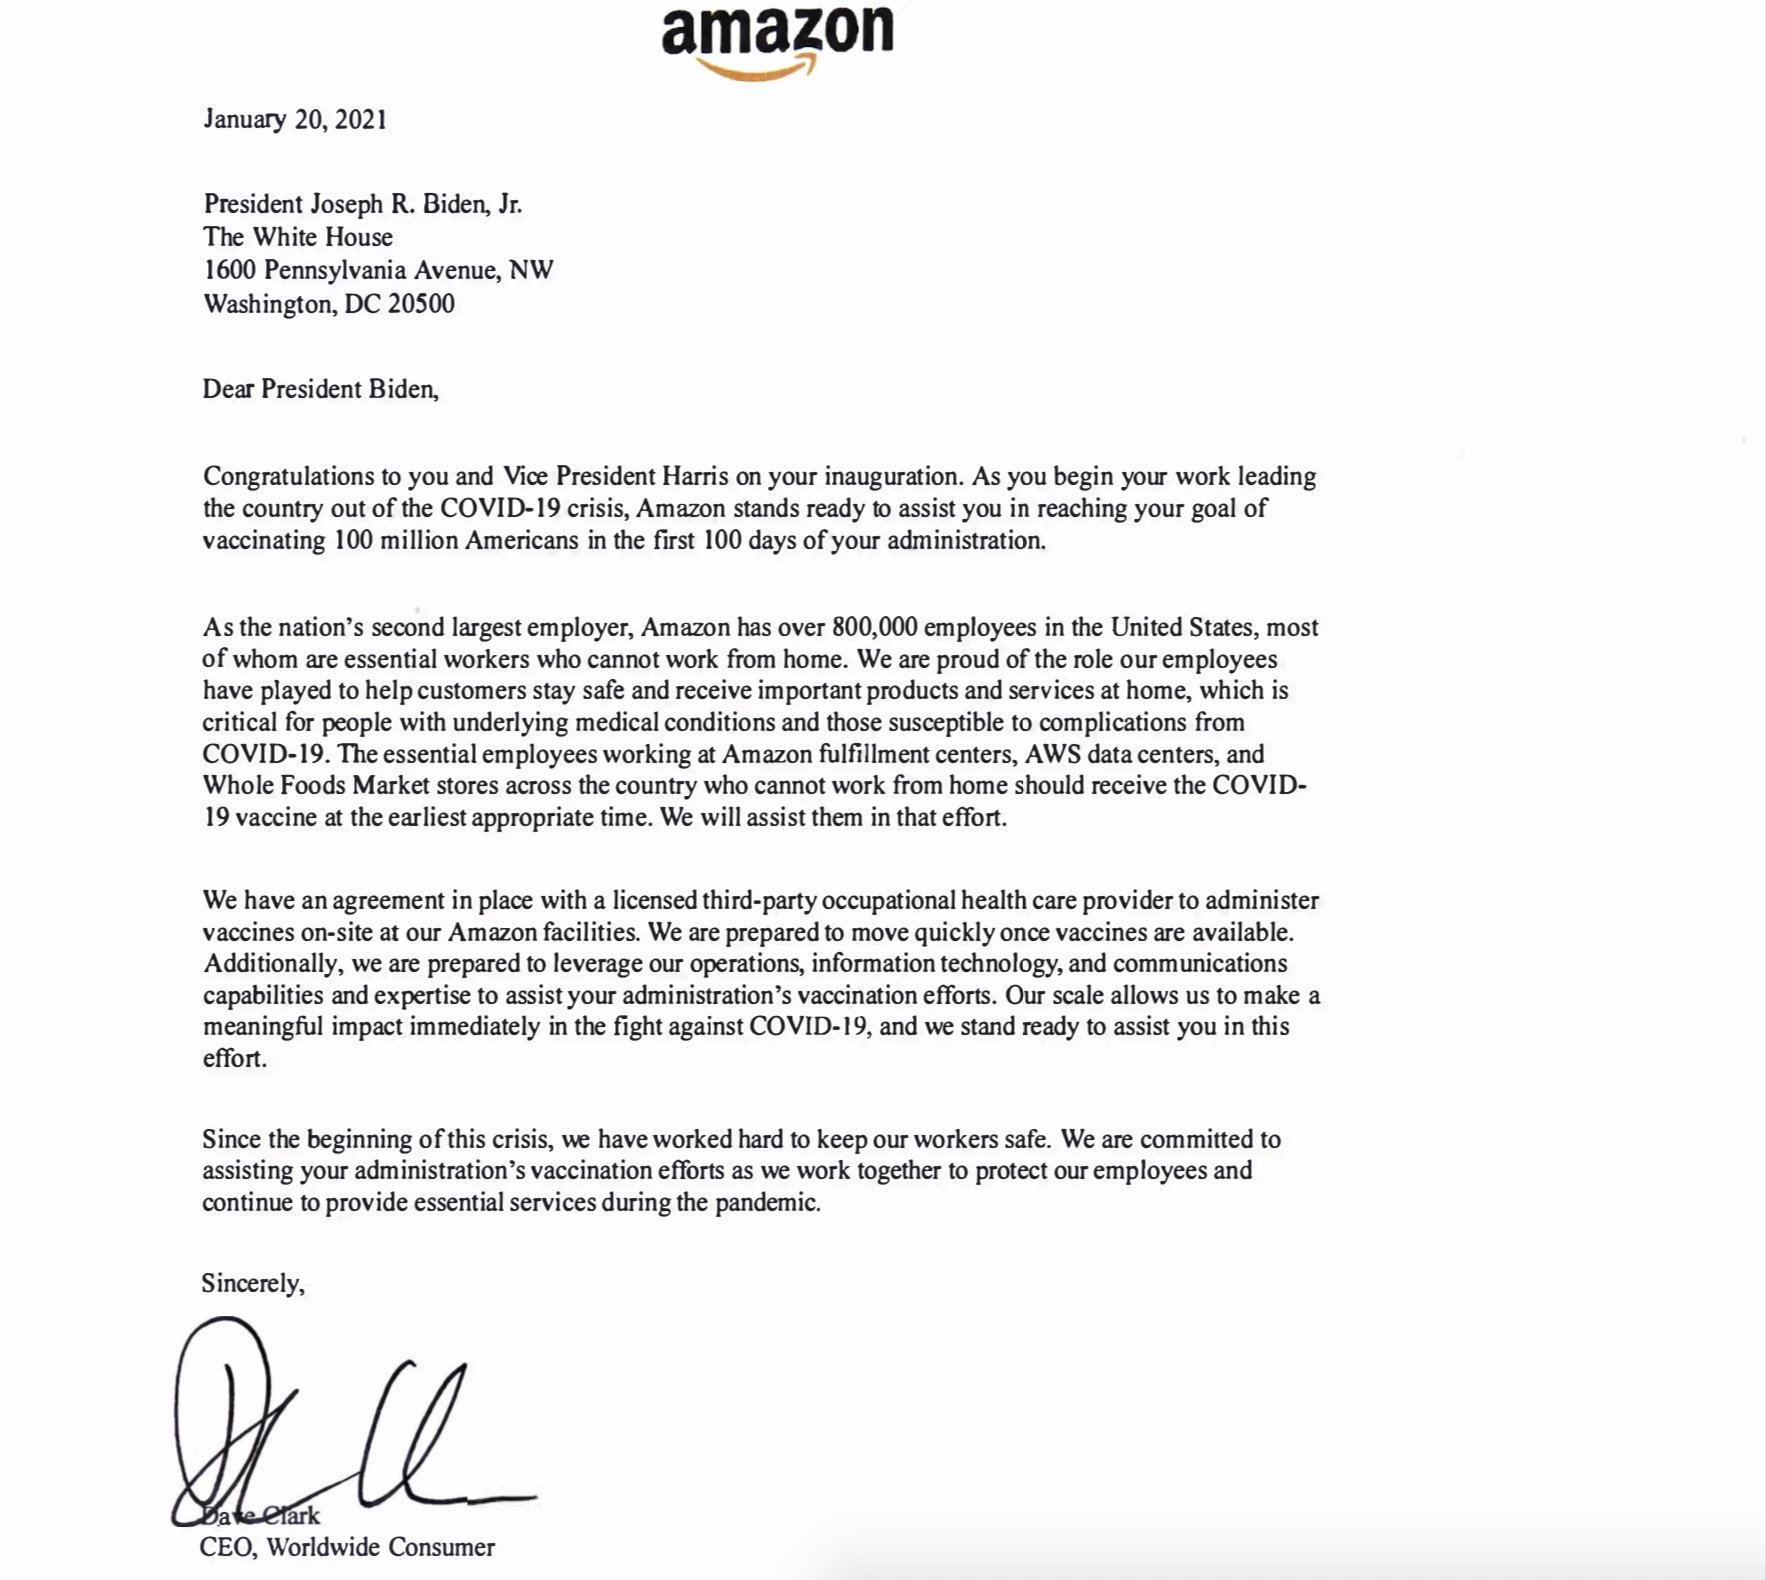 amazon
January 20, 2021
President Joseph R. Biden, Jr.
The White House
1600 Pennsylvania Avenue, NW
Washington, DC 20500
Dear President Biden,
Congratulations to you and Vice President Harris on your inauguration. As you begin your work leading
the country out of the COVID-19 crisis, Amazon stands ready to assist you in reaching your goal of
vaccinating 100 million Americans in the first 100 days of your administration.
As the nation's second largest employer, Amazon has over 800,000 employees in the United States, most
of whom are essential workers who cannot work from home. We are proud of the role our employees
have played to help customers stay safe and receive important products and services at home, which is
critical for people with underlying medical conditions and those susceptible to complications from
COVID-19. The essential employees working at Amazon fulfillment centers, AWS data centers, and
Whole Foods Market stores across the country who cannot work from home should receive the COVID-
19 vaccine at the earliest appropriate time. We will assist them in that effort.
We have an agreement in place with a licensed third-party occupational health care provider to administer
vaccines on-site at our Amazon facilities. We are prepared to move quickly once vaccines are available.
Additionally, we are prepared to leverage our operations, information technology, and communications
capabilities and expertise to assist your administration's vaccination efforts. Our scale allows us to make a
meaningful impact immediately in the fight against COVID-19, and we stand ready to assist you in this
effort.
Since the beginning of this crisis, we have worked hard to keep our workers safe. We are committed to
assisting your administration's vaccination efforts as we work together to protect our employees and
continue to provide essential services during the pandemic.
Sincerely,
Dave Clark
CEO, Worldwide Consumer